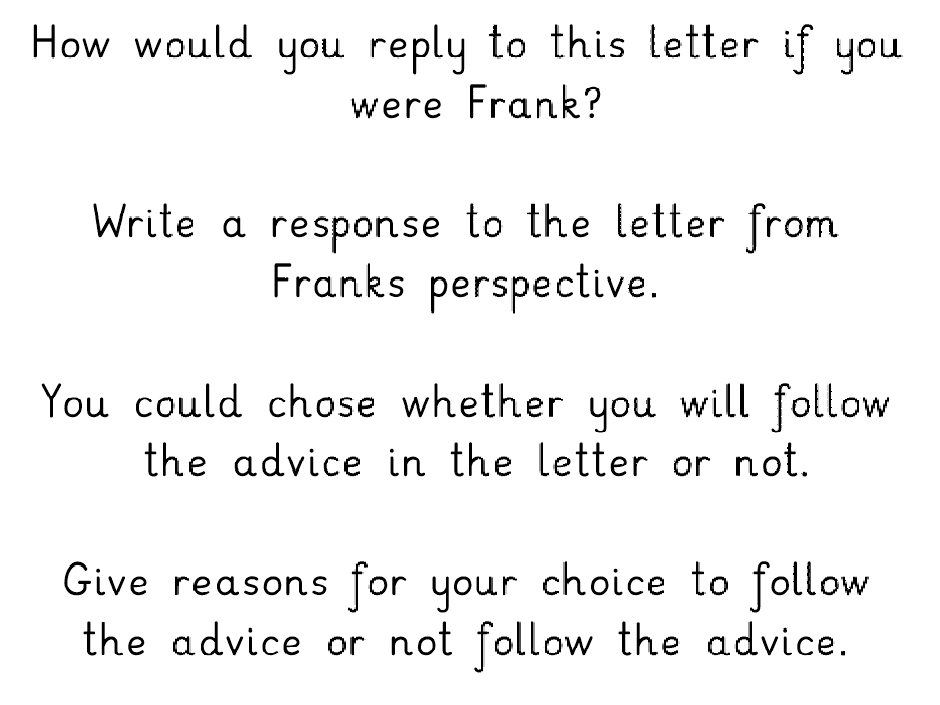 How would you reply to this letter if you
were Frank?
Write a response to the letter from
Franks perspective.
You could chose whether you will follow
the advice in the letter or not.
Give reasons for your choice to follow
the advice or not follow the advice.